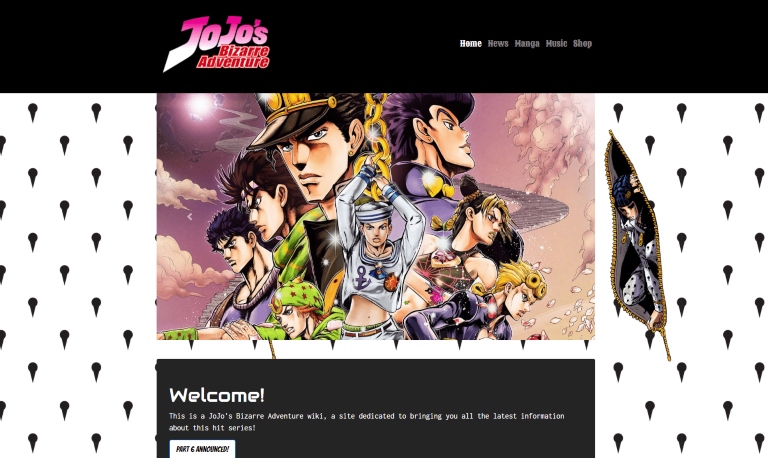 JoJo's
Bizarre
Adventure
Home News Manga Music Shop
Welcome!
This is a JoJo's Bizarre Adventure wiki, a site dedicated to bringing you all the latest information
about this hit series!
PART 6 ANNOUNCED!